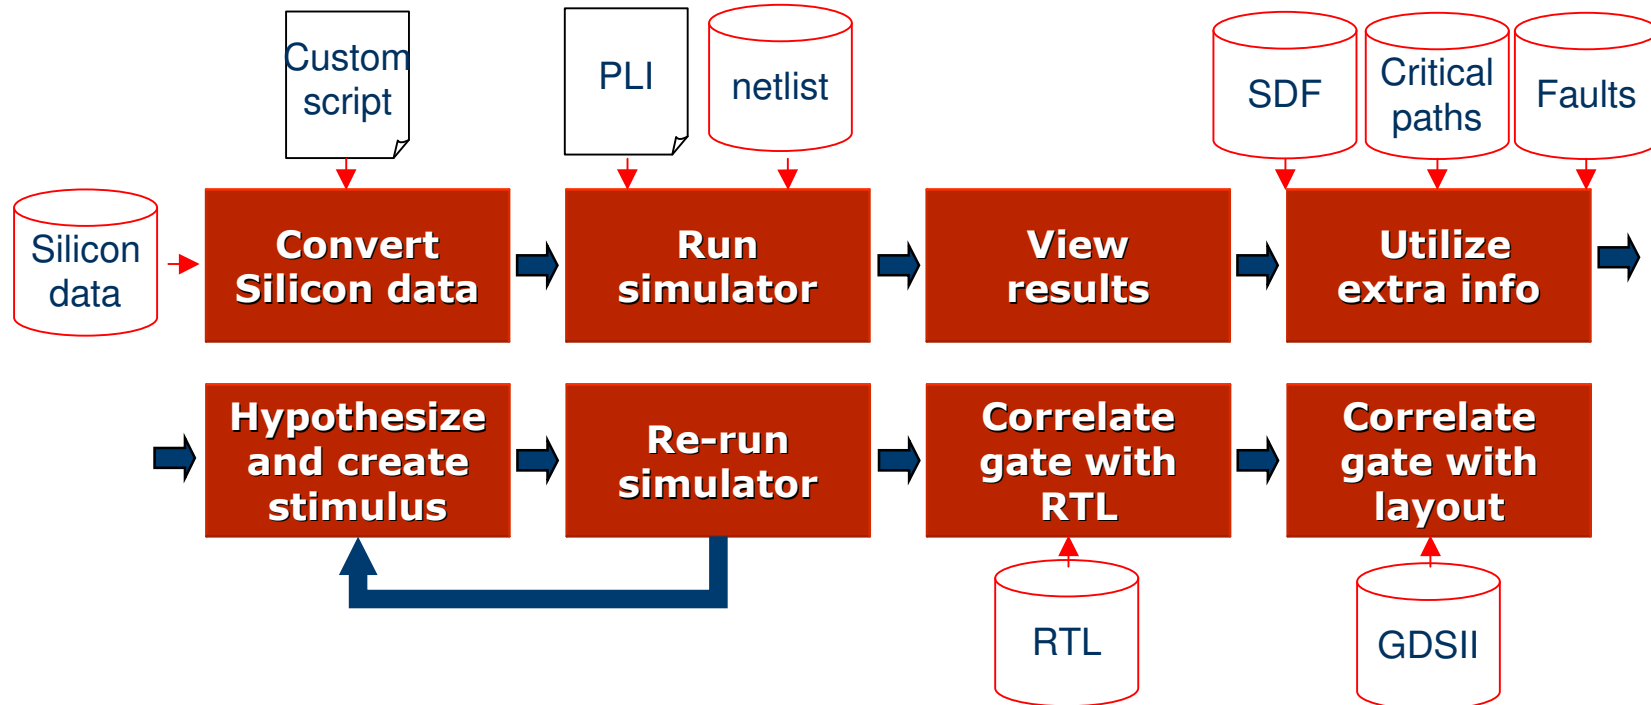 Custom
script
PLI
netlist
SDF
Critical
paths
Faults
Silicon
data
Convert
Silicon data
Run
simulator
View
results
Utilize
extra info
Hypothesize
and create
stimulus
Re-run
simulator
Correlate
gate with
RTL
Correlate
gate with
layout
RTL
GDSII